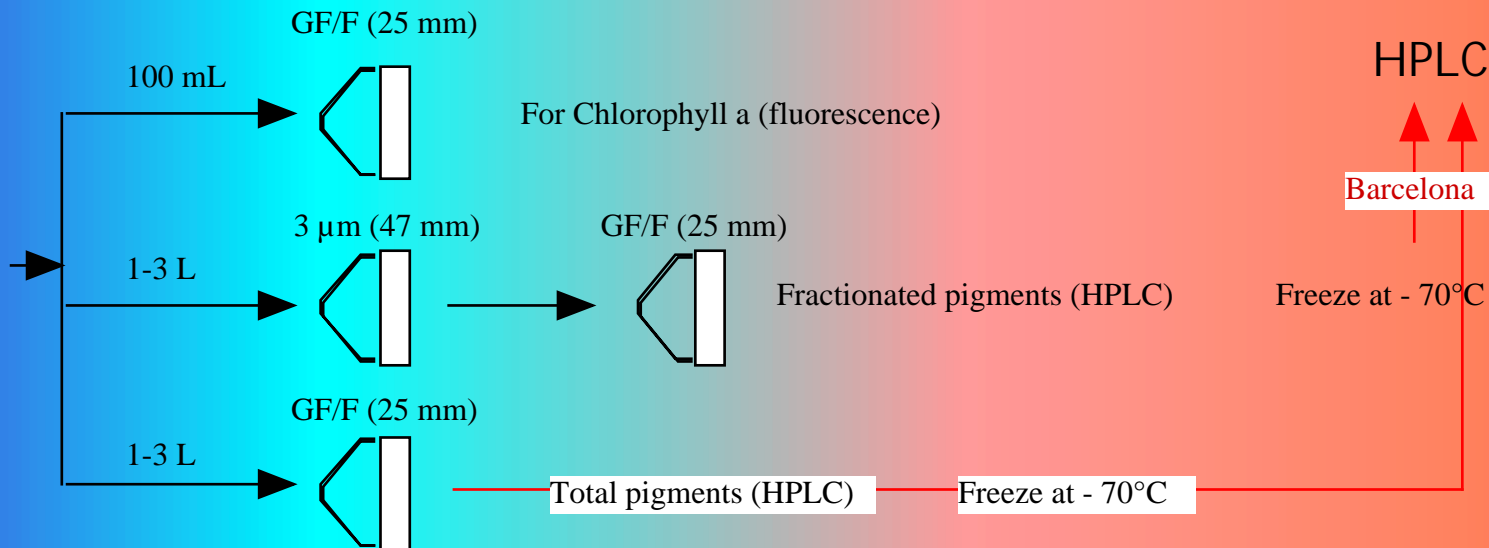 GF/F (25 mm)
HPLC
100 mL
For Chlorophyll a (fluorescence)
Barcelona
3 µm (47 mm)
GF/F (25 mm)
1-3 L
Fractionated pigments (HPLC)
Freeze at - 70°C
GF/F (25 mm)
1-3 L
Total pigments (HPLC)
Freeze at - 70°C